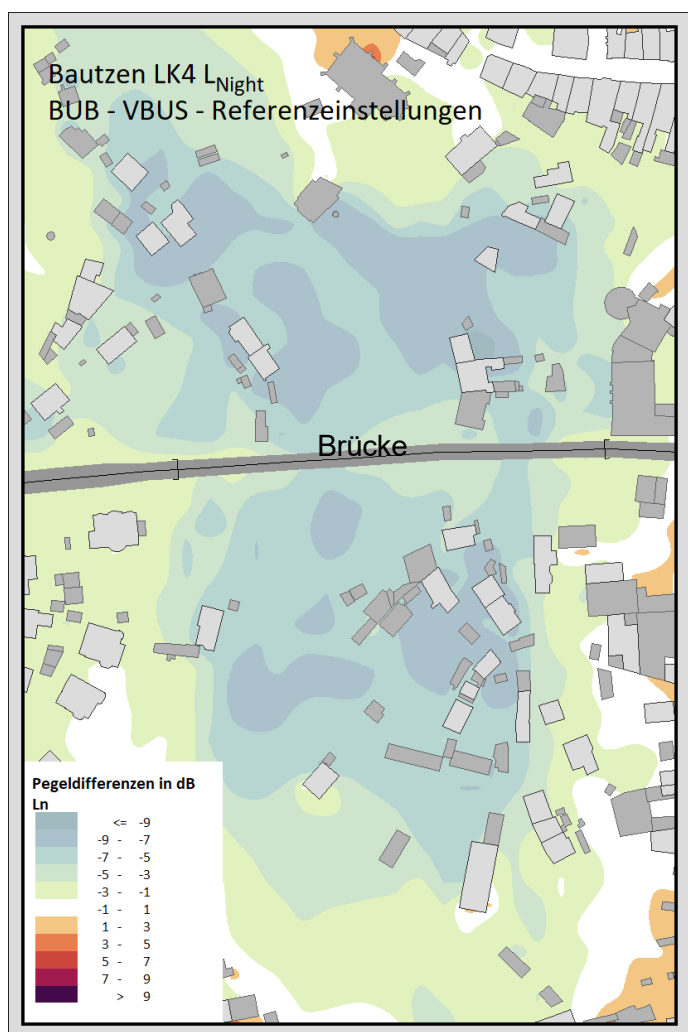 Bautzen LK4 LNight
BUB - VBUS - Referenzeinstellungen
Brücke
Pegeldifferenzen in dB
Ln
<= -9
-9 - -7
-7 - -5
-5 - -3
-3 - -1
-1 - 1
1 - 3
3 - 5
5 - 7
7 - 9
> 9